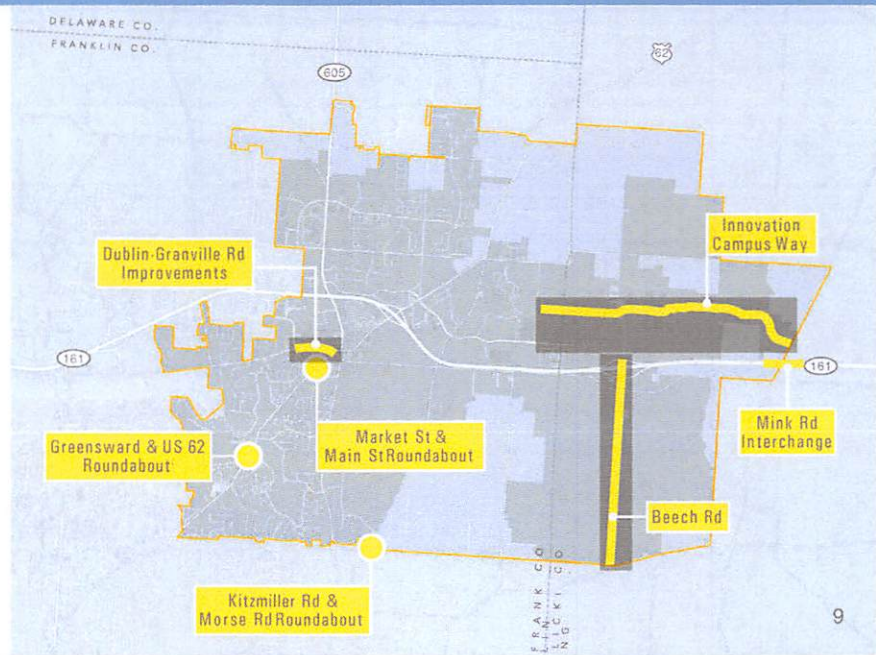 DELAWARE CO.
FRANKLIN CO.
605
62
Innovation
Campus Way
Dublin-Granville Rd
Improvements
161
161
Greensward & US 62
Roundabout
Market St &
Main St Roundabout
Mink Rd
Interchange
Beech Rd
Kitzmiller Rd &
Morse Rd Roundabout
FRANK CO
LIN
LICKI CO
NG
9